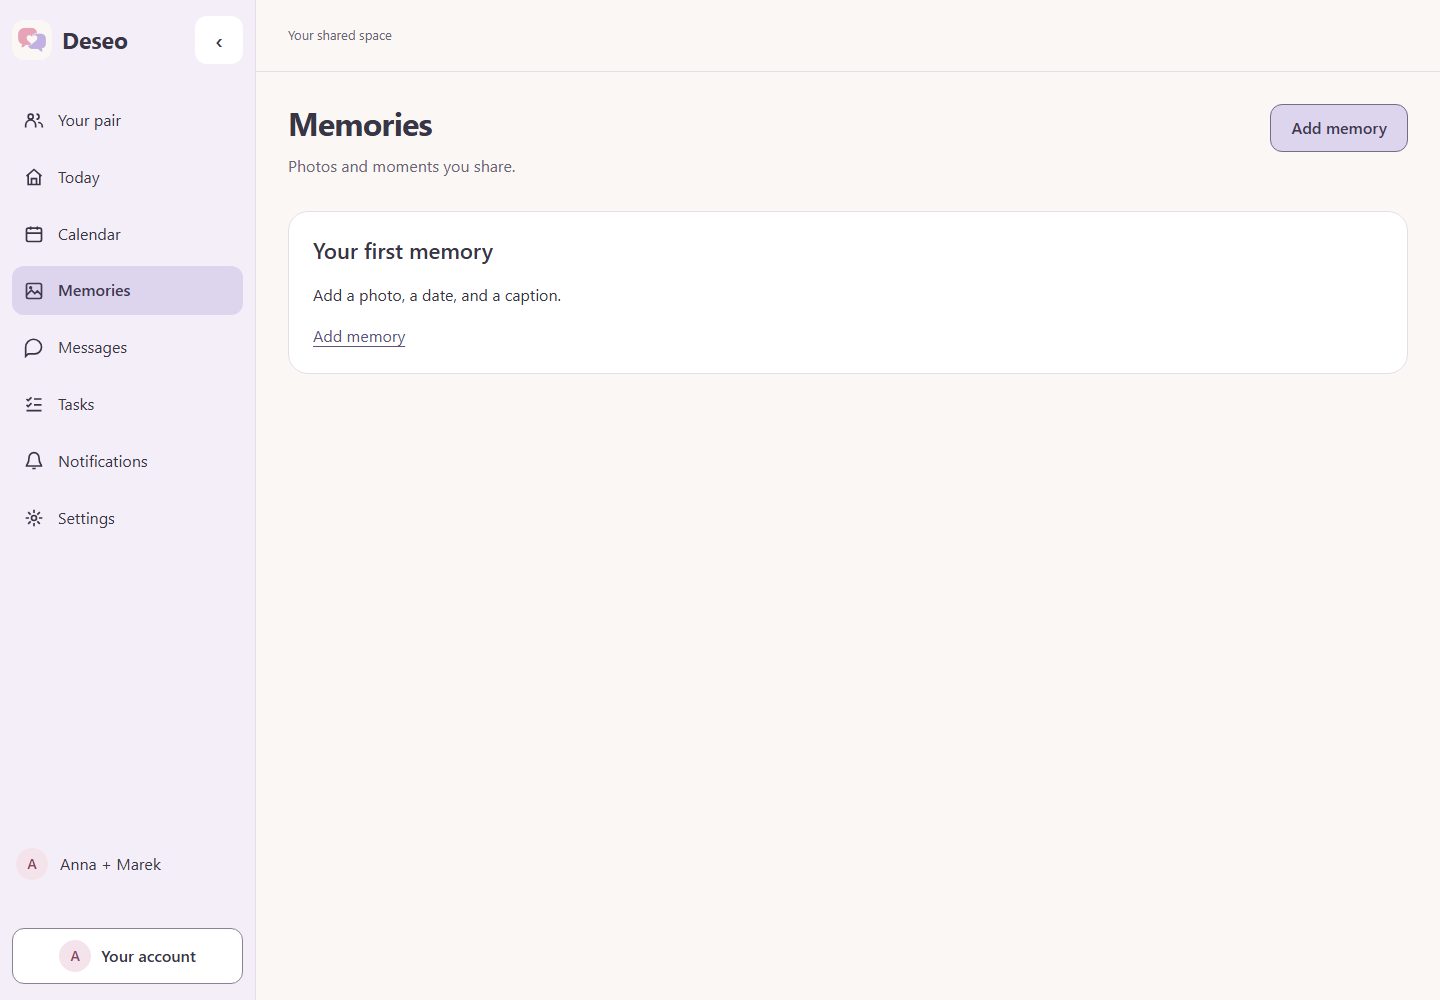 Deseo
‹
Your pair
Today
Calendar
Memories
Messages
Tasks
Notifications
Settings
A Anna + Marek
A Your account
Your shared space
Memories
Add memory
Photos and moments you share.
Your first memory
Add a photo, a date, and a caption.
Add memory